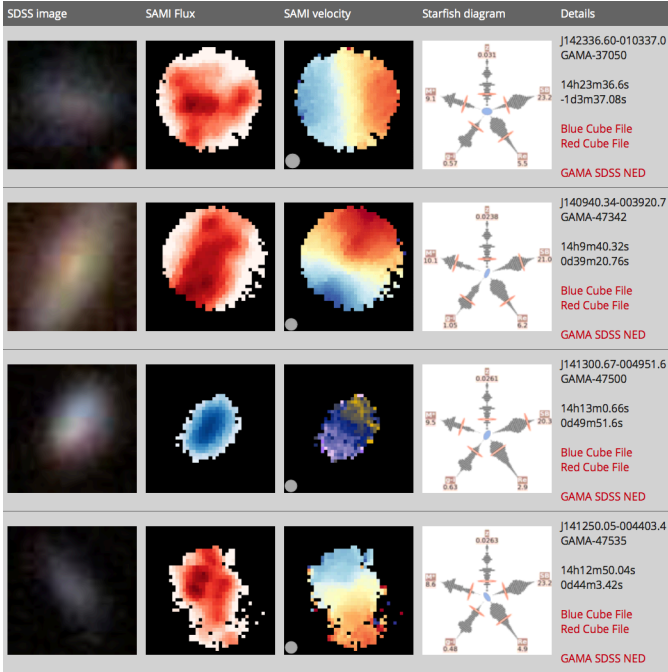 SDSS image
SAMI Flux
SAMI velocity
Starfish diagram
Details
0.031
9.1
23.2
0.57
5.5
J142336.60-010337.0
GAMA-37050
14h23m36.6s
-1d3m37.08s
Blue Cube File
Red Cube File
GAMA SDSS NED
0.0238
10.1
21.0
1.05
6.2
J140940.34-003920.7
GAMA-47342
14h9m40.32s
0d39m20.76s
Blue Cube File
Red Cube File
GAMA SDSS NED
0.0261
9.5
20.3
0.63
2.9
J141300.67-004951.6
GAMA-47500
14h13m0.66s
0d49m51.6s
Blue Cube File
Red Cube File
GAMA SDSS NED
0.0263
8.6
23.2
0.48
4.9
J141250.05-004403.4
GAMA-47535
14h12m50.04s
0d44m3.42s
Blue Cube File
Red Cube File
GAMA SDSS NED